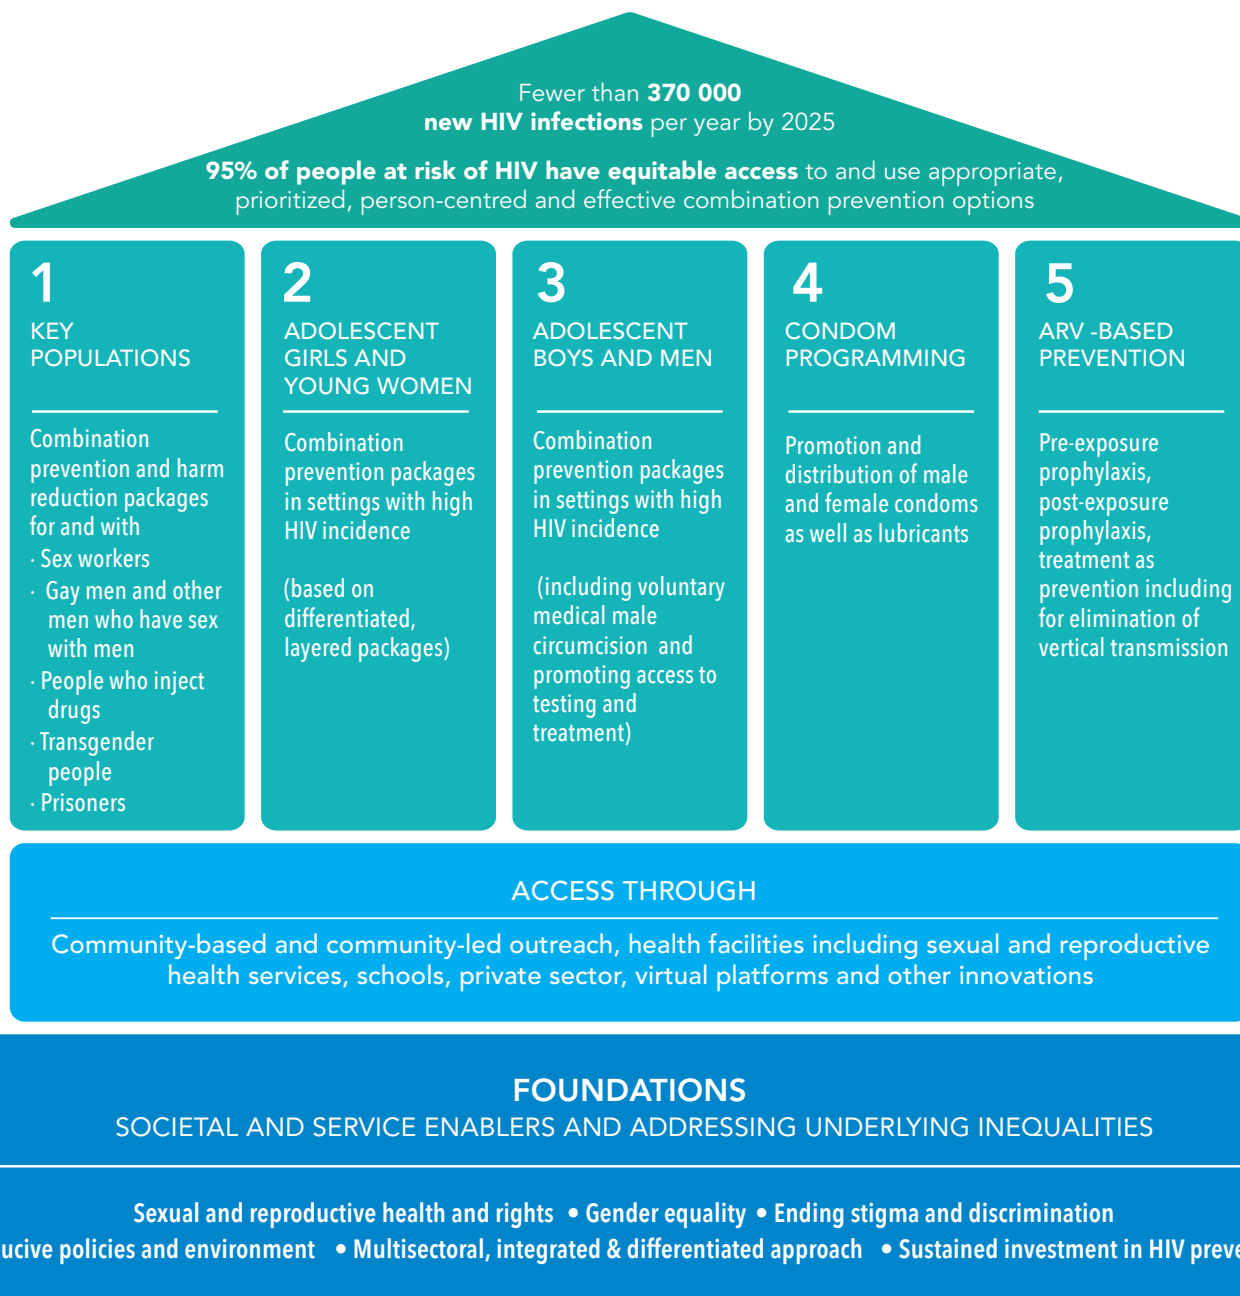 Fewer than 370 000
new HIV infections per year by 2025
95% of people at risk of HIV have equitable access to and use appropriate,
prioritized, person-centred and effective combination prevention options
1
KEY
POPULATIONS
Combination
prevention and harm
reduction packages
for and with
· Sex workers
· Gay men and other
men who have sex
with men
· People who inject
drugs
· Transgender
people
· Prisoners
2
ADOLESCENT
GIRLS AND
YOUNG WOMEN
Combination
prevention packages
in settings with high
HIV incidence
(based on
differentiated,
layered packages)
3
ADOLESCENT
BOYS AND MEN
Combination
prevention packages
in settings with high
HIV incidence
(including voluntary
medical male
circumcision and
promoting access to
testing and
treatment)
4
CONDOM
PROGRAMMING
Promotion and
distribution of male
and female condoms
as well as lubricants
5
ARV -BASED
PREVENTION
Pre-exposure
prophylaxis,
post-exposure
prophylaxis,
treatment as
prevention including
for elimination of
vertical transmission
ACCESS THROUGH
Community-based and community-led outreach, health facilities including sexual and reproductive
health services, schools, private sector, virtual platforms and other innovations
FOUNDATIONS
SOCIETAL AND SERVICE ENABLERS AND ADDRESSING UNDERLYING INEQUALITIES
Sexual and reproductive health and rights • Gender equality • Ending stigma and discrimination
ucive policies and environment • Multisectoral, integrated & differentiated approach • Sustained investment in HIV preve